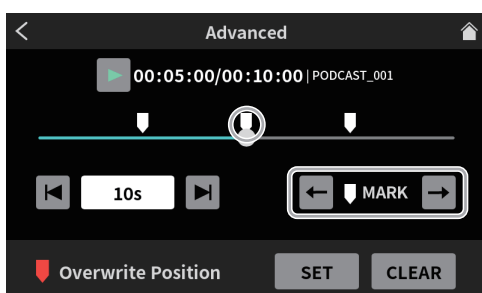 Advanced
00:05:00/00:10:00 | PODCAST_001
10s
MARK
Overwrite Position
SET
CLEAR